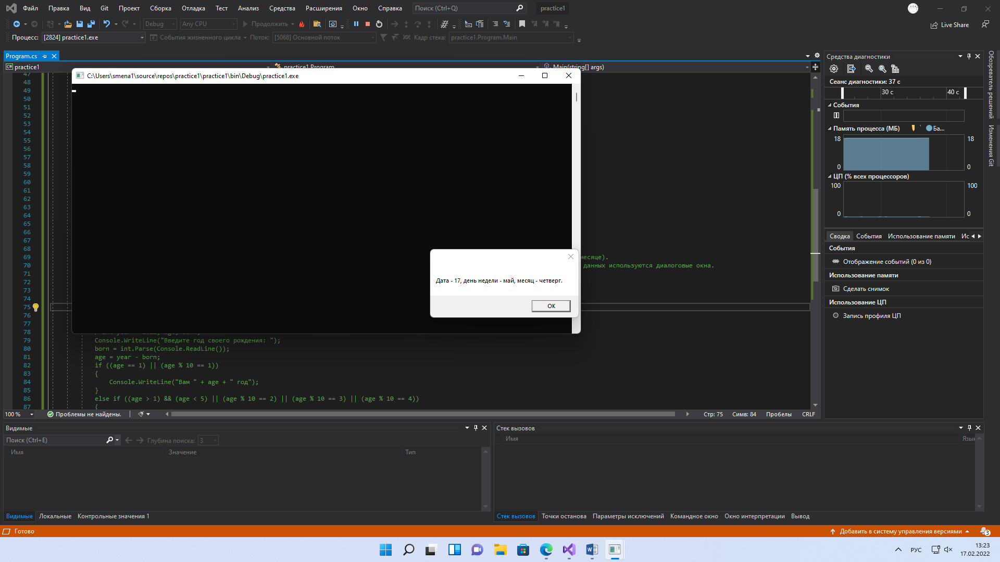 Файл Правка Вид Git Проект Сборка Отладка Тест Анализ Средства Расширения Окно Справка Поиск (Ctrl+Q) practice1
Debug Any CPU Продолжить Live Share
Процесс: [2824] practice1.exe События жизненного цикла Поток: [5068] Основной поток Кадр стека: practice1.Program.Main
Program.cs
C# practice1 practice1.Program Main(string[] args)
C:\Users\smena1\source\repos\practice1\practice1\bin\Debug\practice1.exe
47
48
49
50
51
52
53
54
55
56
57
58
59
60
61
62
63
64
65
66
67
68
69 месяце).
70 данных используются диалоговые окна.
71
72
73
74
75
76
77
78
79 Console.WriteLine("Введите год своего рождения: ");
80 born = int.Parse(Console.ReadLine());
81 age = year - born;
82 if ((age == 1) || (age % 10 == 1))
83 {
84 Console.WriteLine("Вам " + age + " год");
85 }
86 else if ((age > 1) && (age < 5) || (age % 10 == 2) || (age % 10 == 3) || (age % 10 == 4))
87 {
Дата - 17, день недели - май, месяц - четверг.
OK
100 % Проблемы не найдены. Стр: 75 Симв: 84 Пробелы CRLF
Средства диагностики
Сеанс диагностики: 37 с
30 с 40 с
События
Память процесса (МБ) Ба...
18 18
0 0
ЦП (% всех процессоров)
100 100
0 0
Сводка События Использование памяти Ис
События
Отображение событий (0 из 0)
Использование памяти
Сделать снимок
Использование ЦП
Запись профиля ЦП
Обозреватель решений
Изменения Git
Видимые
Поиск (Ctrl+E) Глубина поиска: 3
Имя Значение Тип
Видимые Локальные Контрольные значения 1
Стек вызовов
Имя Язык
Стек вызовов Точки останова Параметры исключений Командное окно Окно интерпретации Вывод
Готово Добавить в систему управления версиями 3
РУС 13:23
17.02.2022